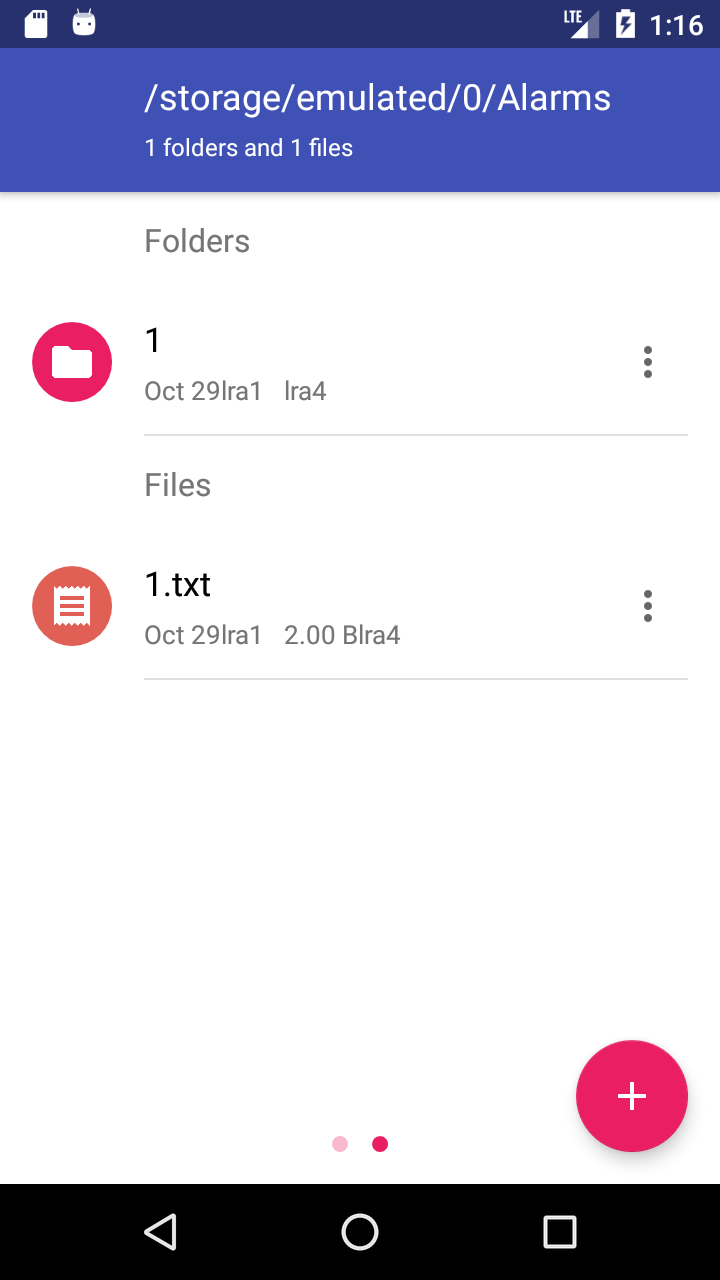 LTE 1:16
/storage/emulated/0/Alarms
1 folders and 1 files
Folders
1
Oct 29lra1 lra4
Files
1.txt
Oct 29lra1 2.00 Blra4